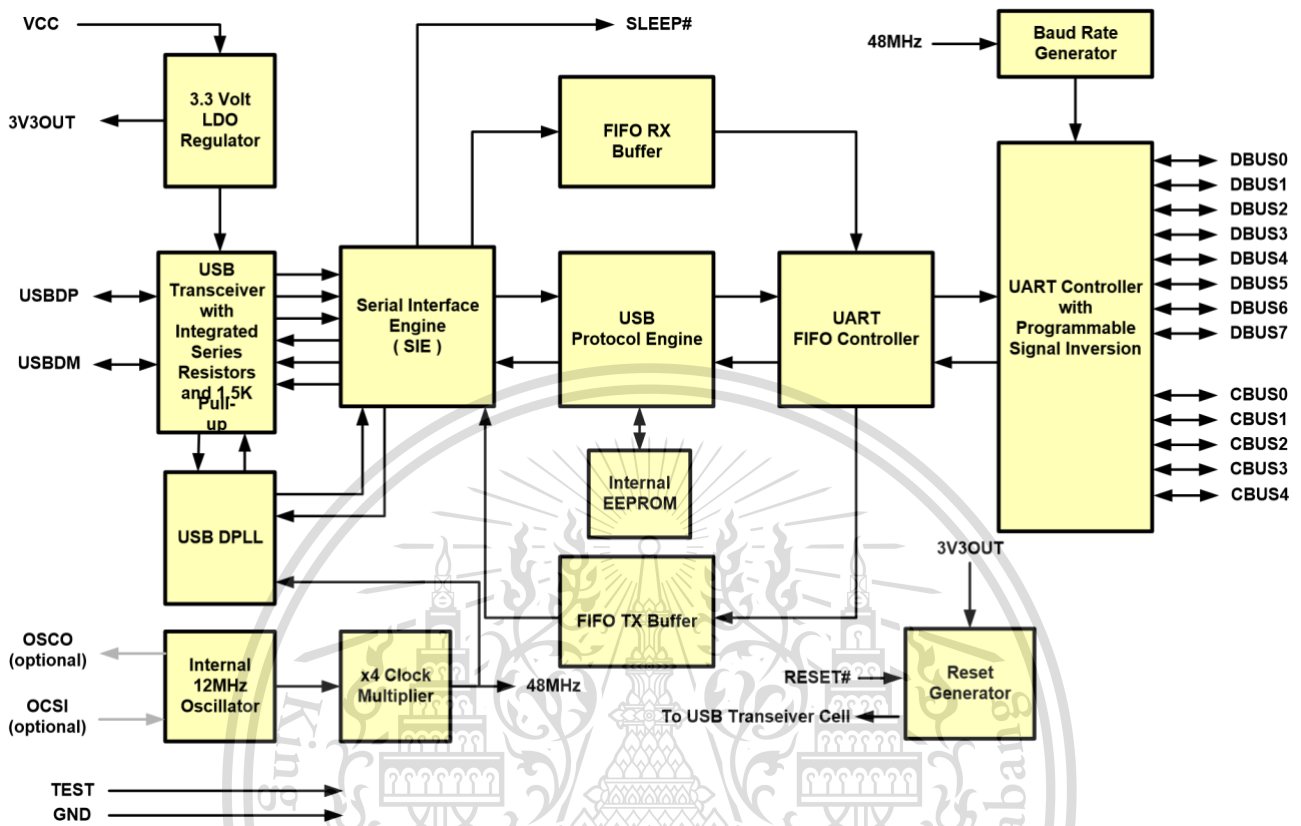 VCC
SLEEP#
48MHz
Baud Rate
Generator
3.3 Volt
LDO
Regulator
3V3OUT
FIFO RX
Buffer
DBUS0
DBUS1
DBUS2
DBUS3
DBUS4
DBUS5
DBUS6
DBUS7
CBUS0
CBUS1
CBUS2
CBUS3
CBUS4
USBDP
USBDM
USB
Transceiver
with
Integrated
Series
Resistors
and 1.5K
Pull-
up
Serial Interface
Engine
( SIE )
USB
Protocol Engine
UART
FIFO Controller
UART Controller
with
Programmable
Signal Inversion
USB DPLL
Internal
EEPROM
3V3OUT
FIFO TX Buffer
OSCO
(optional)
OCSI
(optional)
Internal
12MHz
Oscillator
x4 Clock
Multiplier
48MHz
RESET#
Reset
Generator
To USB Transeiver Cell
TEST
GND
King
bang